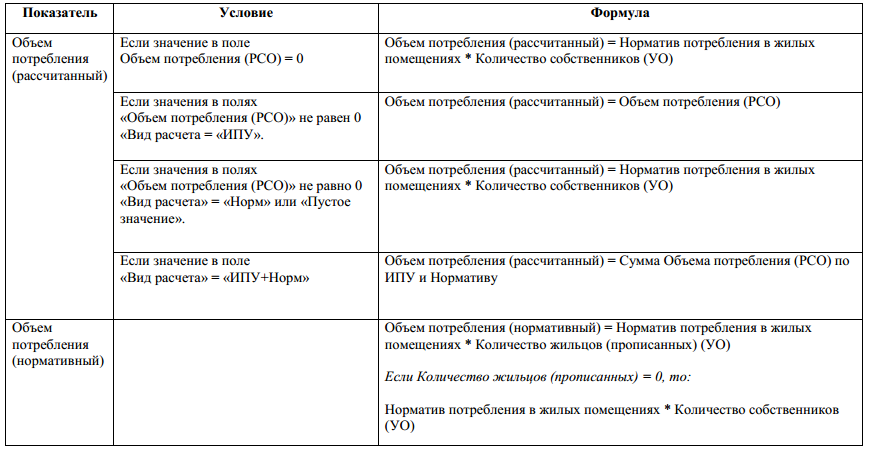 Показатель
Условие
Формула
Объем
потребления
(рассчитанный)
Если значение в поле
Объем потребления (РСО) = 0
Объем потребления (рассчитанный) = Норматив потребления в жилых
помещениях * Количество собственников (УО)
Если значения в полях
«Объем потребления (РСО)» не равен 0
«Вид расчета = «ИПУ».
Объем потребления (рассчитанный) = Объем потребления (РСО)
Если значения в полях
«Объем потребления (РСО)» не равно 0
«Вид расчета» = «Норм» или «Пустое
значение».
Объем потребления (рассчитанный) = Норматив потребления в жилых
помещениях * Количество собственников (УО)
Если значение в поле
«Вид расчета» = «ИПУ+Норм»
Объем потребления (рассчитанный) = Сумма Объема потребления (РСО) по
ИПУ и Нормативу
Объем
потребления
(нормативный)
Объем потребления (нормативный) = Норматив потребления в жилых
помещениях * Количество жильцов (прописанных) (УО)
Если Количество жильцов (прописанных) = 0, то:
Норматив потребления в жилых помещениях * Количество собственников
(УО)